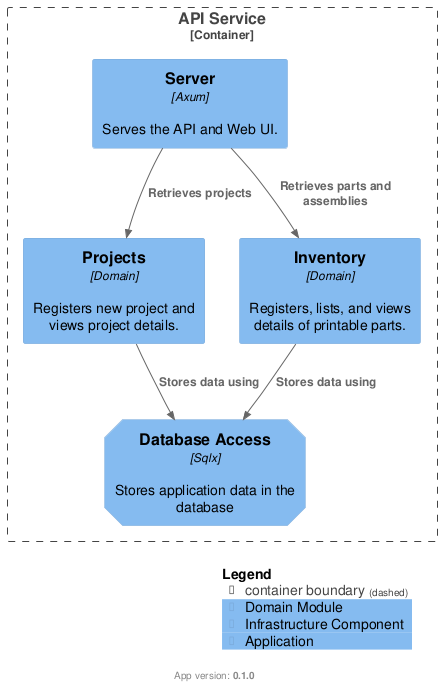 API Service
[Container]
Server
[Axum]
Serves the API and Web UI.
Retrieves projects
Retrieves parts and
assemblies
Projects
[Domain]
Registers new project and
views project details.
Inventory
[Domain]
Registers, lists, and views
details of printable parts.
Stores data using
Stores data using
Database Access
[Sqlx]
Stores application data in the
database
Legend
container boundary (dashed)
Domain Module
Infrastructure Component
Application
App version: 0.1.0